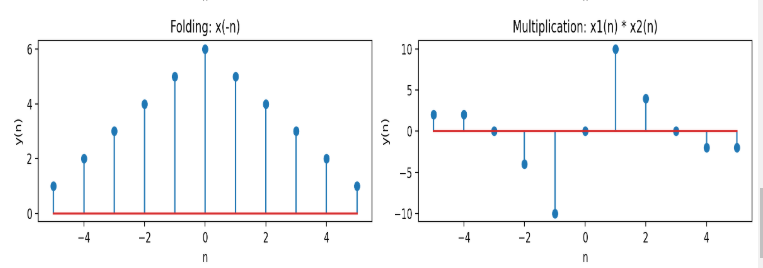 Folding: x(-n)
6
4
2
0
y(n)
−4 −2 0 2 4
n
Multiplication: x1(n) * x2(n)
10
5
0
−5
−10
y(n)
−4 −2 0 2 4
n